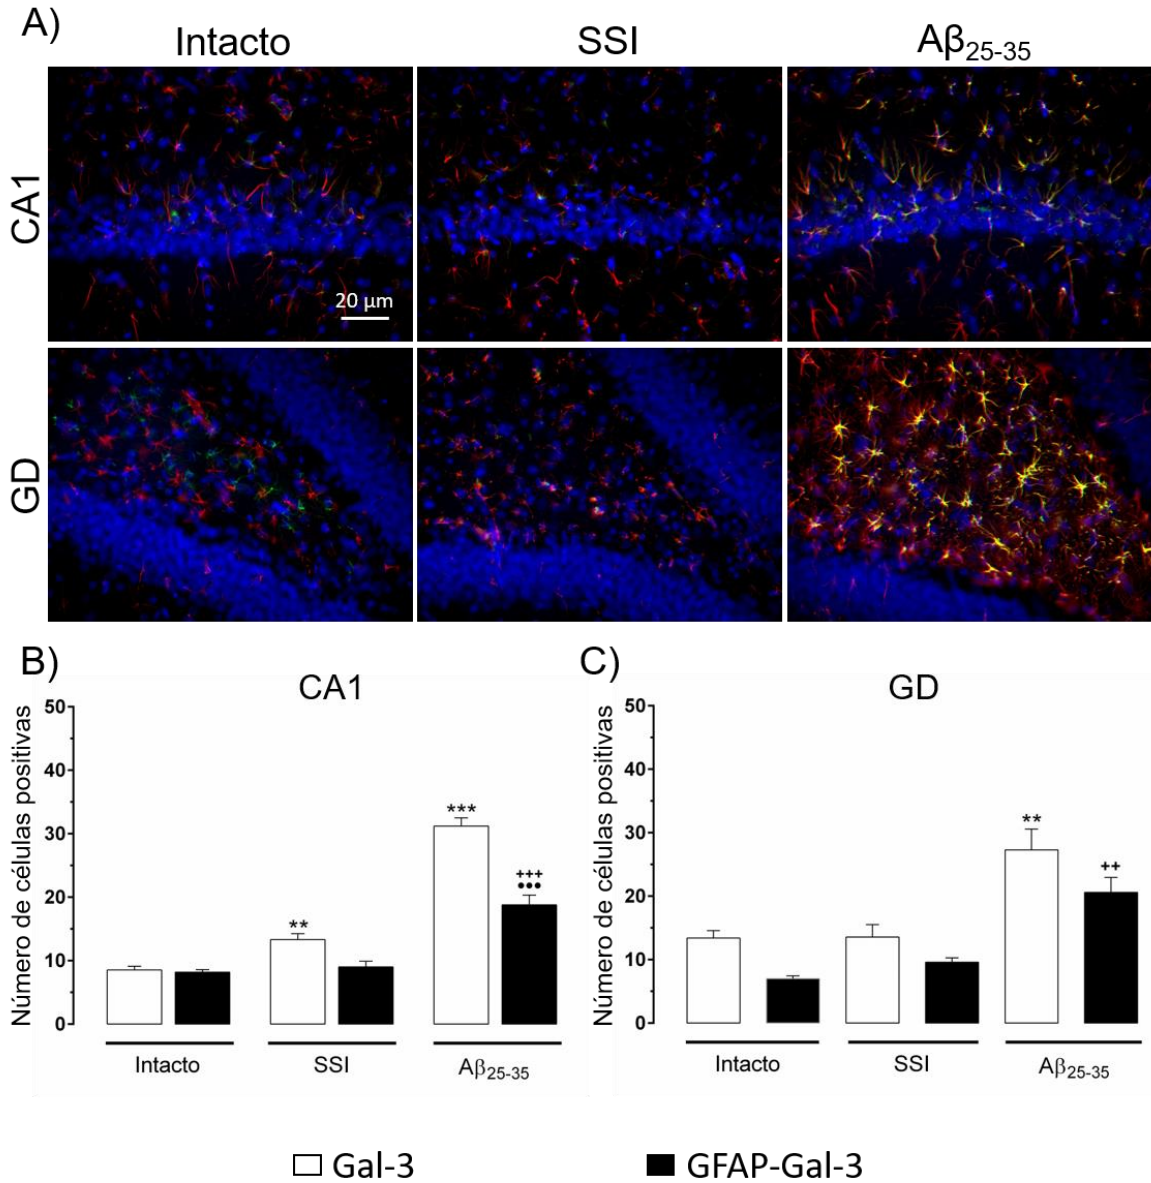 A)
Intacto
SSI
Aβ25-35
CA1
20 µm
GD
B)
CA1
Número de células positivas
50
40
30
20
10
0
**
***
+++
•••
Intacto
SSI
Aβ25-35
C)
GD
Número de células positivas
50
40
30
20
10
0
**
++
Intacto
SSI
Aβ25-35
Gal-3
GFAP-Gal-3